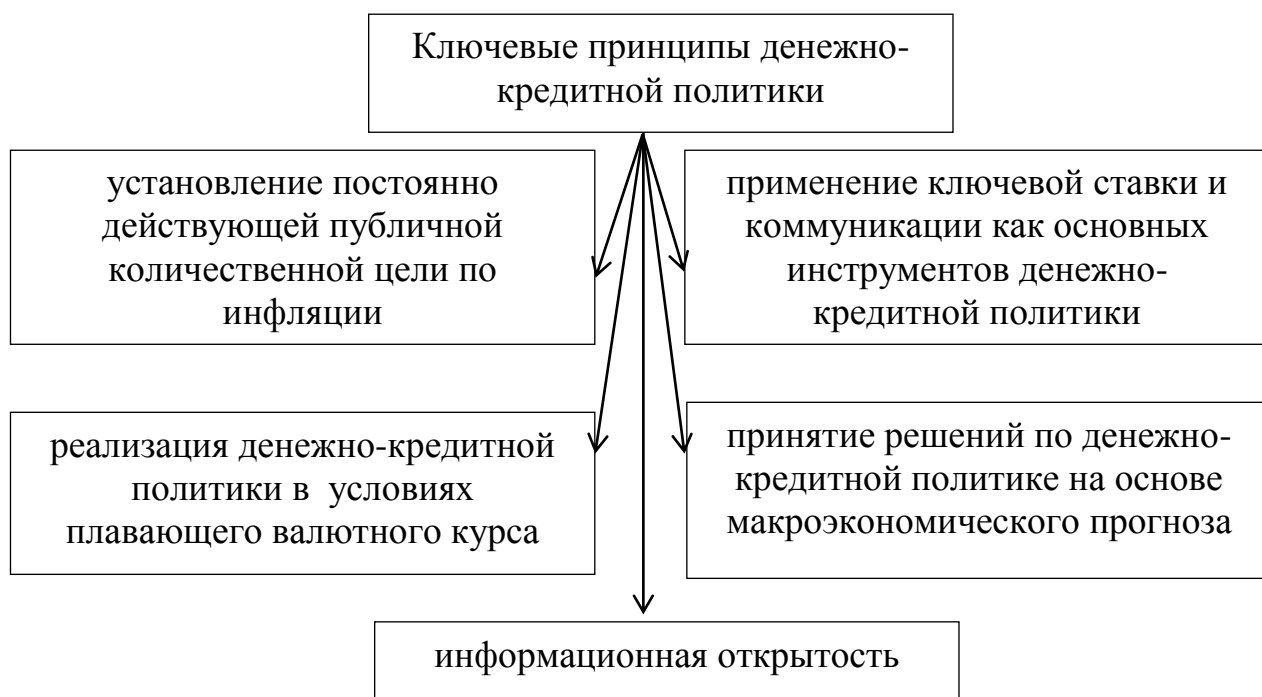 Ключевые принципы денежно-
кредитной политики
установление постоянно
действующей публичной
количественной цели по
инфляции
применение ключевой ставки и
коммуникации как основных
инструментов денежно-
кредитной политики
реализация денежно-кредитной
политики в условиях
плавающего валютного курса
принятие решений по денежно-
кредитной политике на основе
макроэкономического прогноза
информационная открытость